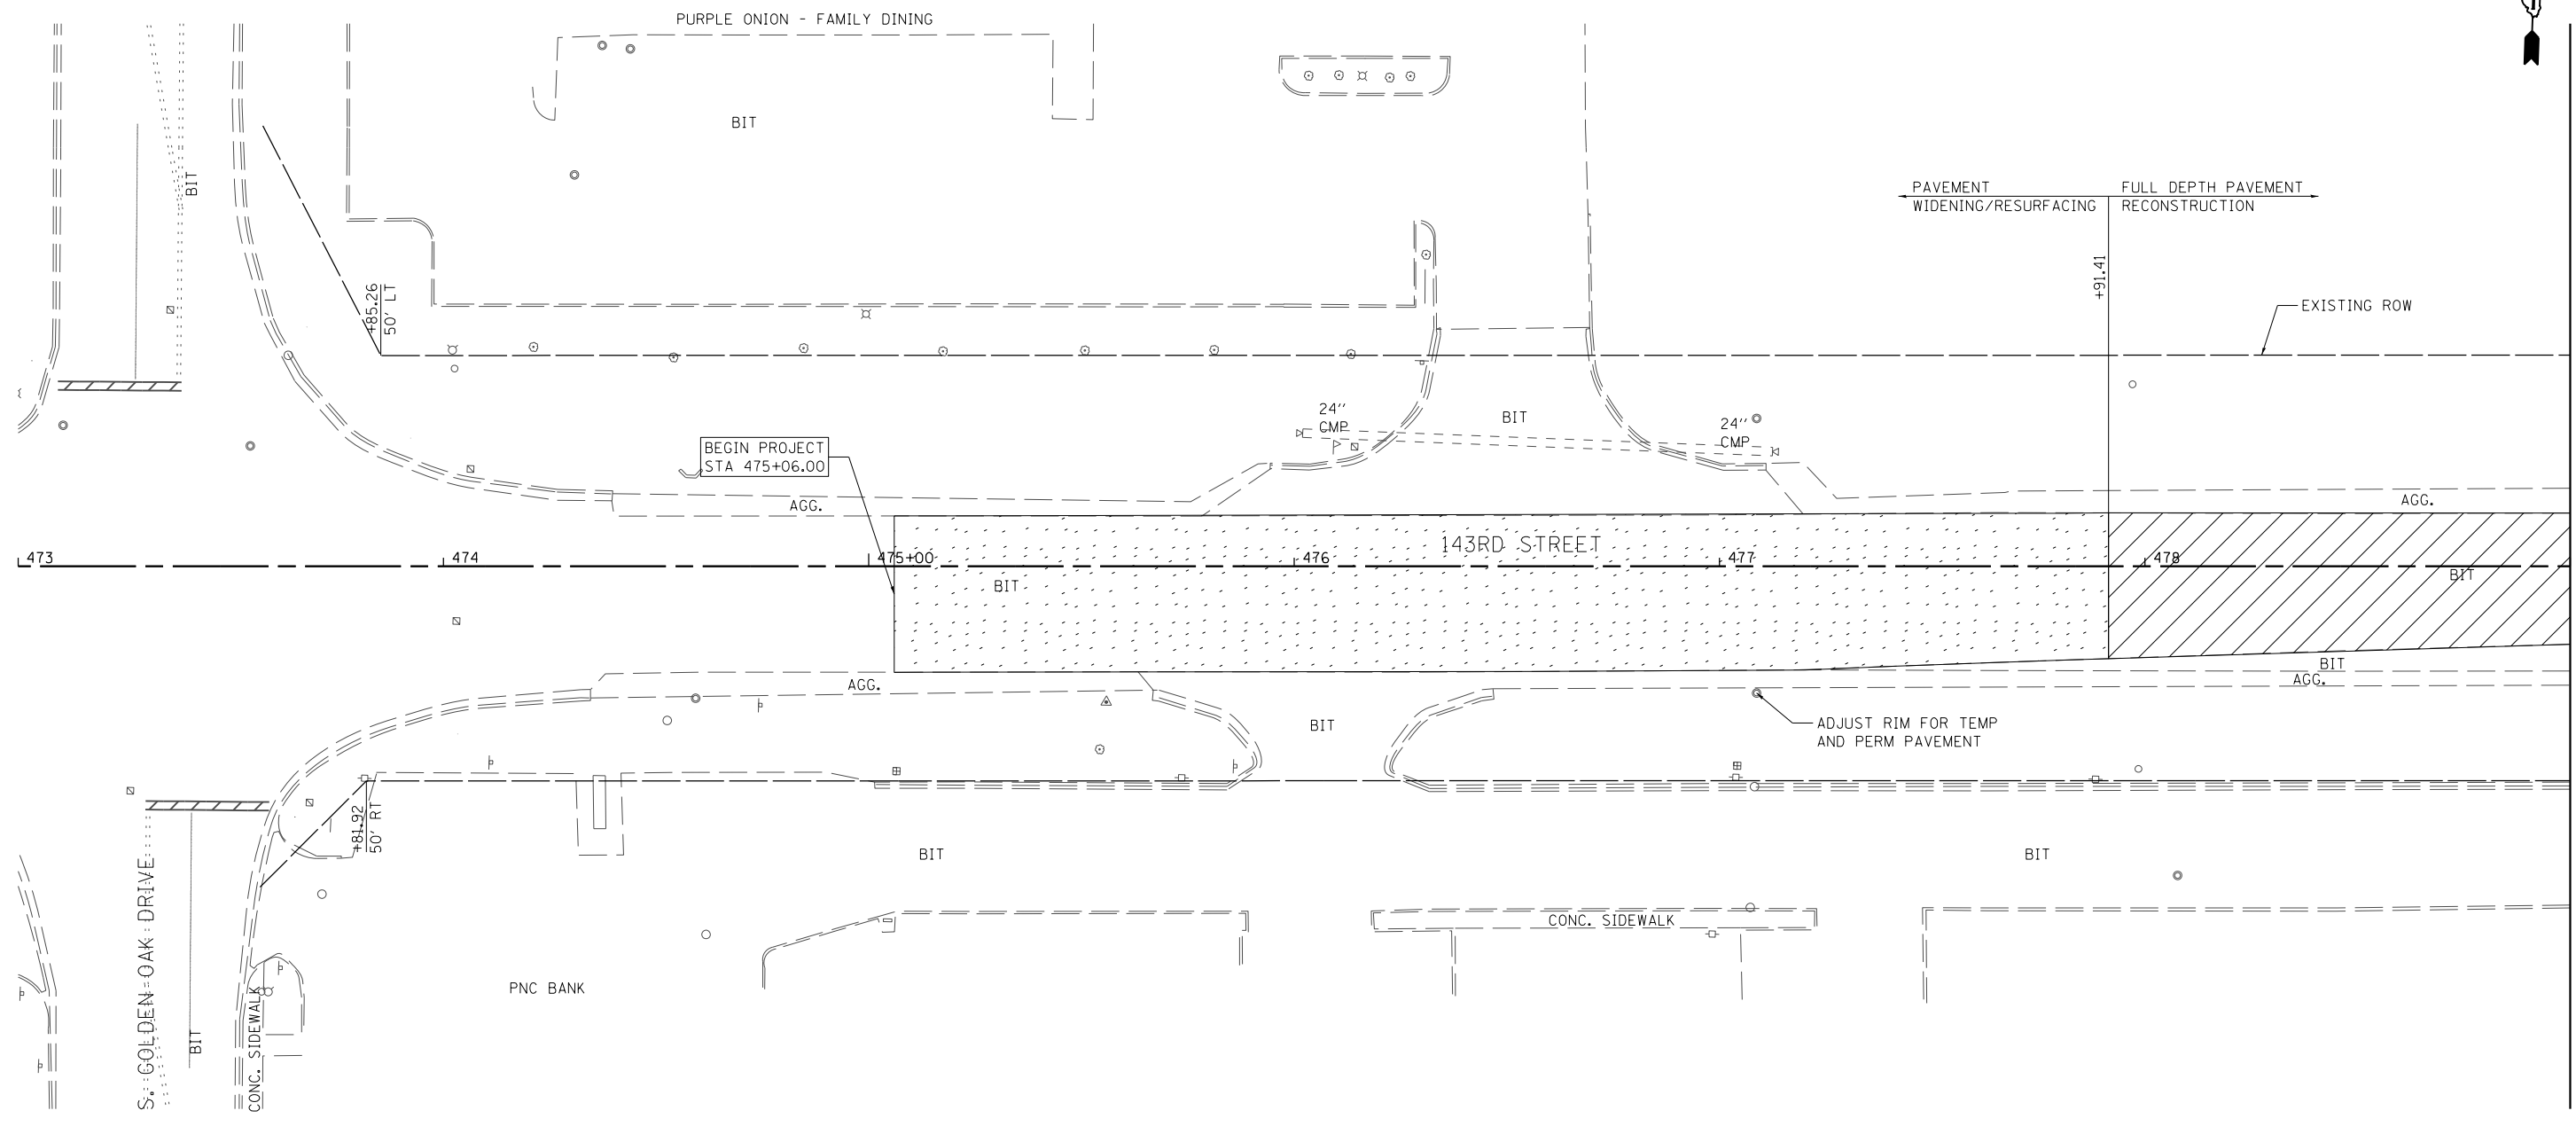 PURPLE ONION - FAMILY DINING
BIT
BIT
PAVEMENT
WIDENING/RESURFACING
FULL DEPTH PAVEMENT
RECONSTRUCTION
+91.41
EXISTING ROW
+85.26
50' LT
24''
CMP
BIT
24''
CMP
BEGIN PROJECT
STA 475+06.00
AGG.
AGG.
143RD STREET
473
474
475+00
476
477
478
BIT
BIT
BIT
AGG.
AGG.
BIT
ADJUST RIM FOR TEMP
AND PERM PAVEMENT
+81.92
50' RT
BIT
BIT
CONC. SIDEWALK
PNC BANK
S. GOLDEN OAK DRIVE
BIT
CONC. SIDEWALK